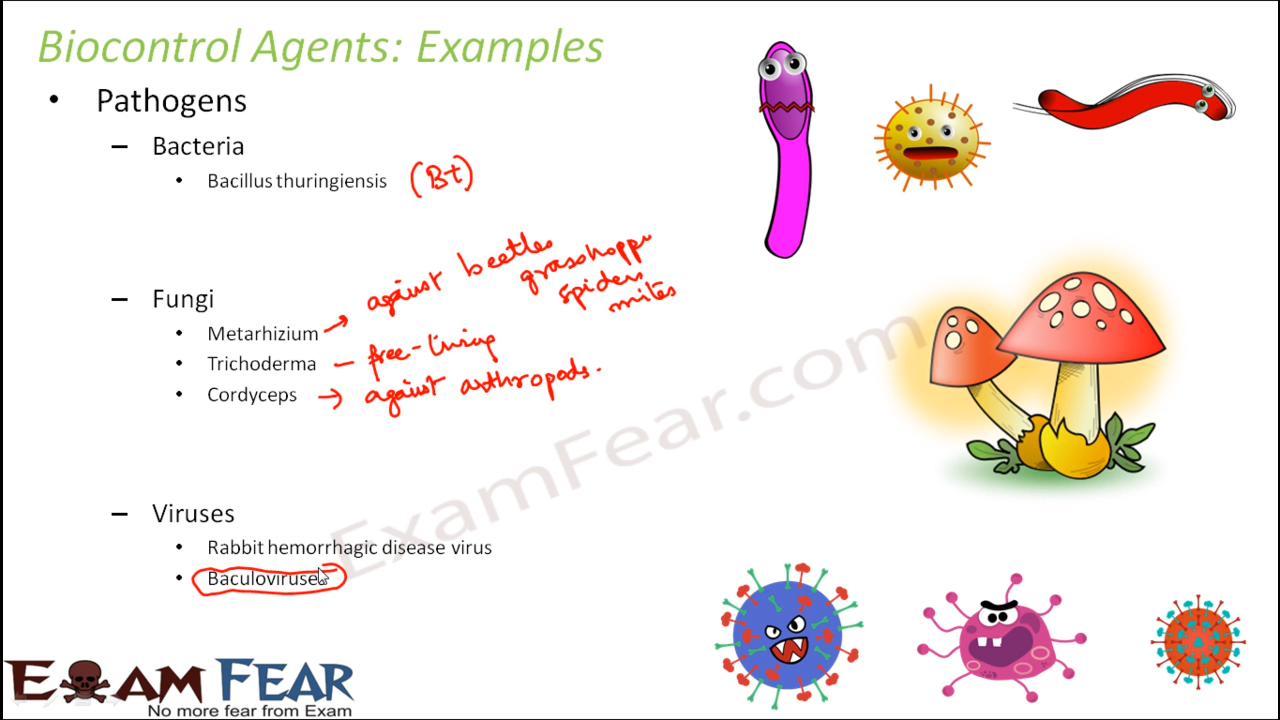 Biocontrol Agents: Examples
• Pathogens
– Bacteria
• Bacillus thuringiensis (Bt)
– Fungi
• Metarhizium → against beetles
grasshopp
spiders
mites
• Trichoderma – free-living
• Cordyceps → against arthropods.
– Viruses
• Rabbit hemorrhagic disease virus
• Baculoviruses
ExamFear.com
EXAM FEAR
No more fear from Exam